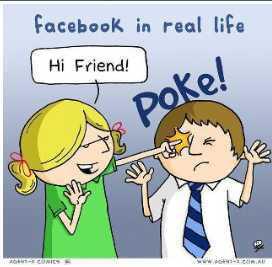 facebook in real life
Hi Friend!
POKe!
AGENT-X COMICS
WWW.AGENT-X.COM.AU